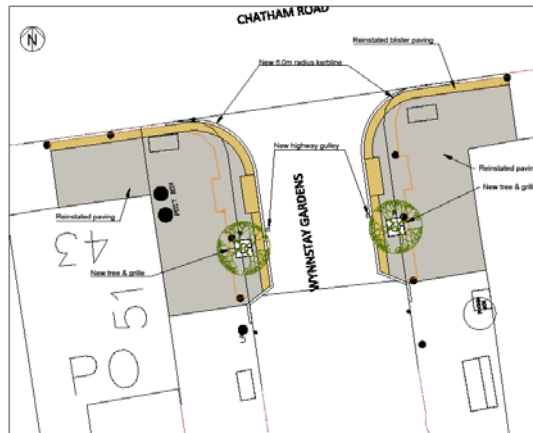 CHATHAM ROAD
N
Reinstated blister paving
New 6.0m radius kerbline
New highway gulley
Reinstated paving
New tree & grille
POST BOX
Reinstated paving
WYNNSTAY GARDENS
43
New tree & grille
51
PO